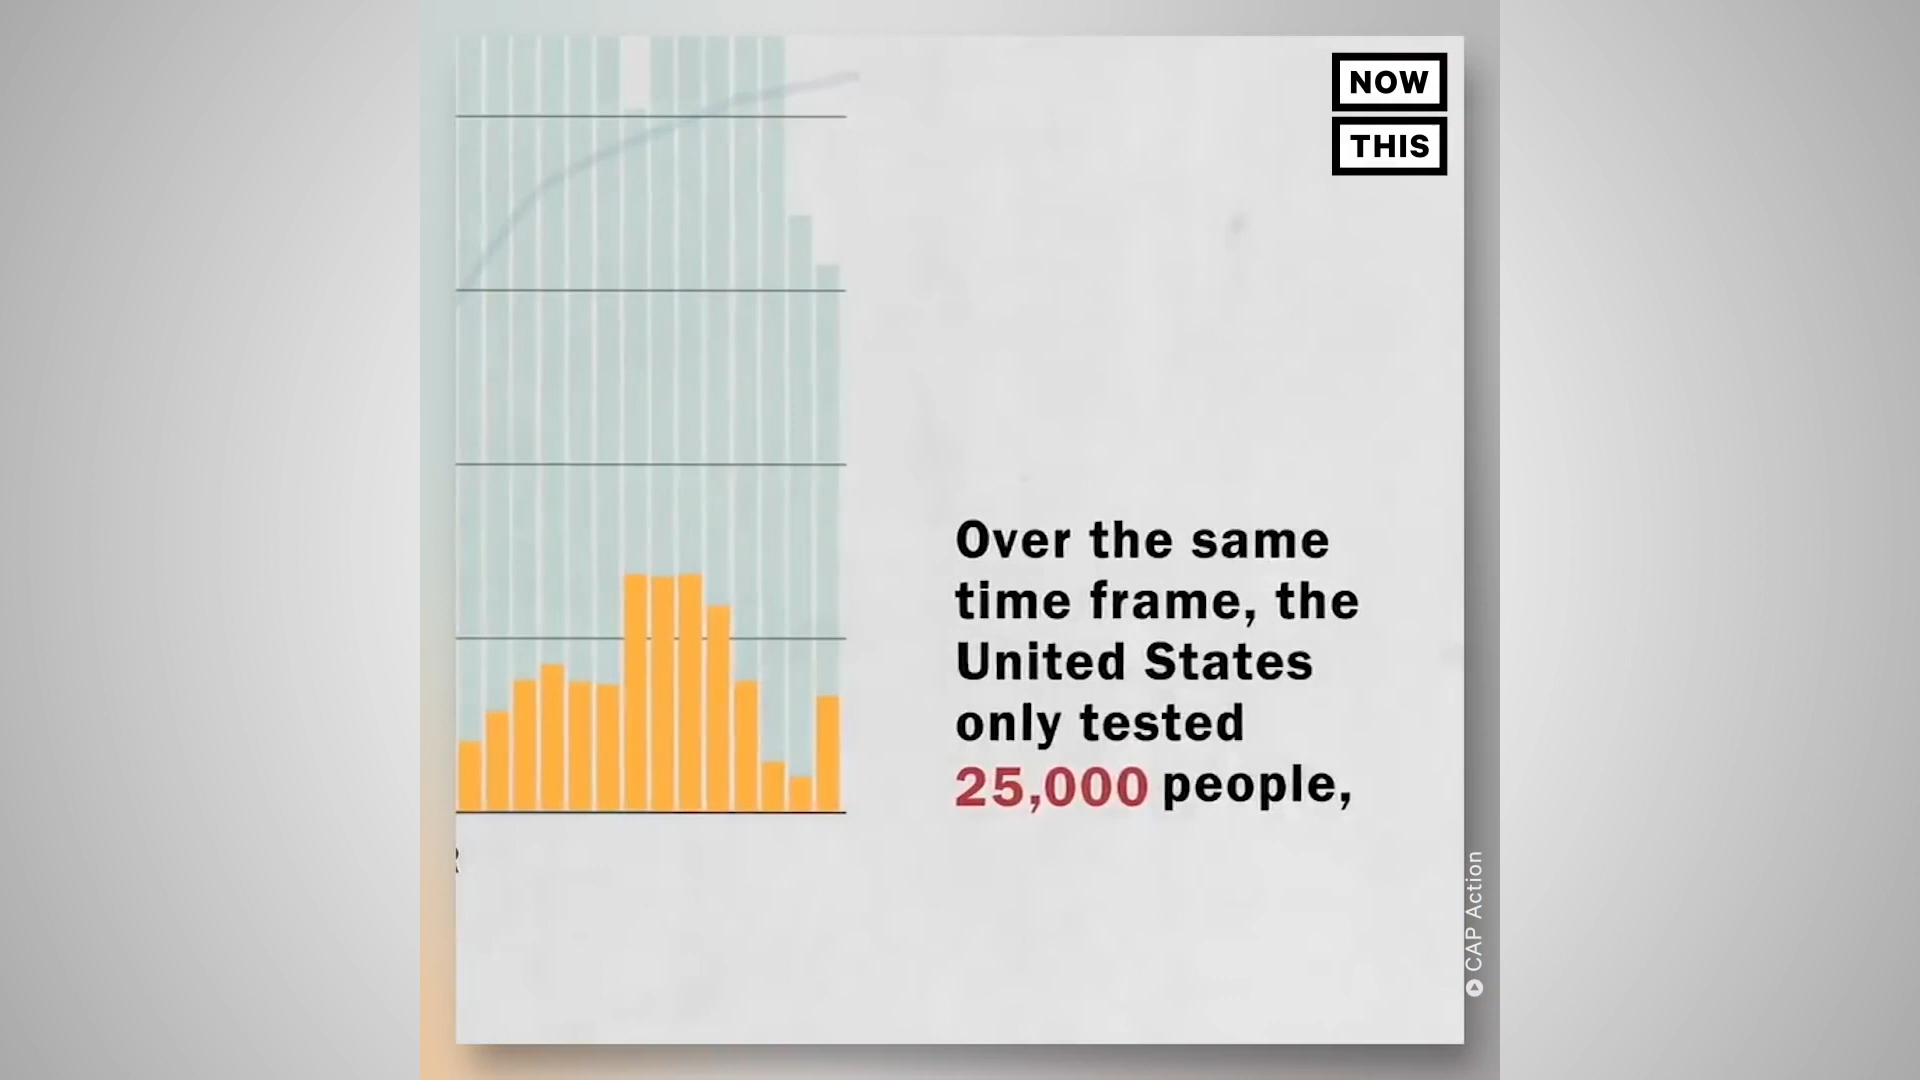 NOW
THIS
Over the same
time frame, the
United States
only tested
25,000 people,
R
CAP Action